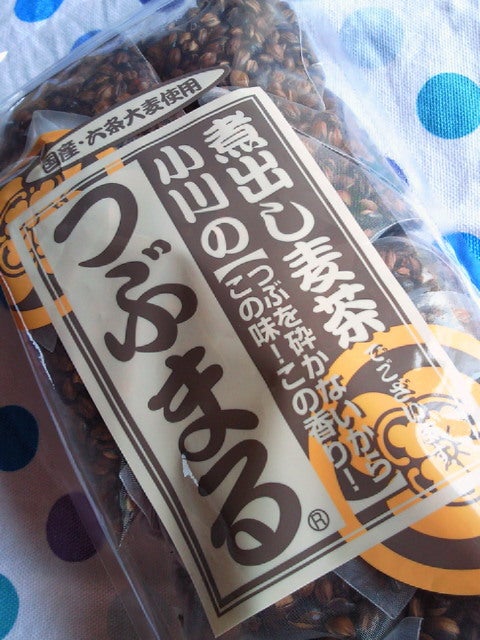 国産・六条大麦使用
煮出し麦茶
小川の
【つぶを砕かないから
この味！この香り！】
つぶまる
®